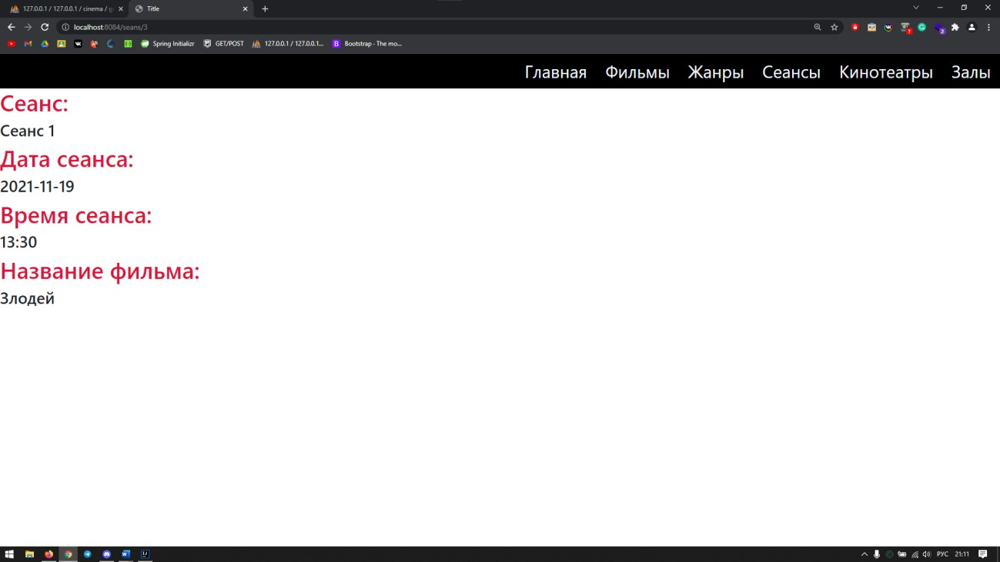 127.0.0.1 / 127.0.0.1 / cinema / g
Title
localhost:8084/seans/3
Spring Initializr
GET/POST
127.0.0.1 / 127.0.0.1...
Bootstrap · The mo...
Главная Фильмы Жанры Сеансы Кинотеатры Залы
Сеанс:
Сеанс 1
Дата сеанса:
2021-11-19
Время сеанса:
13:30
Название фильма:
Злодей
РУС 21:11